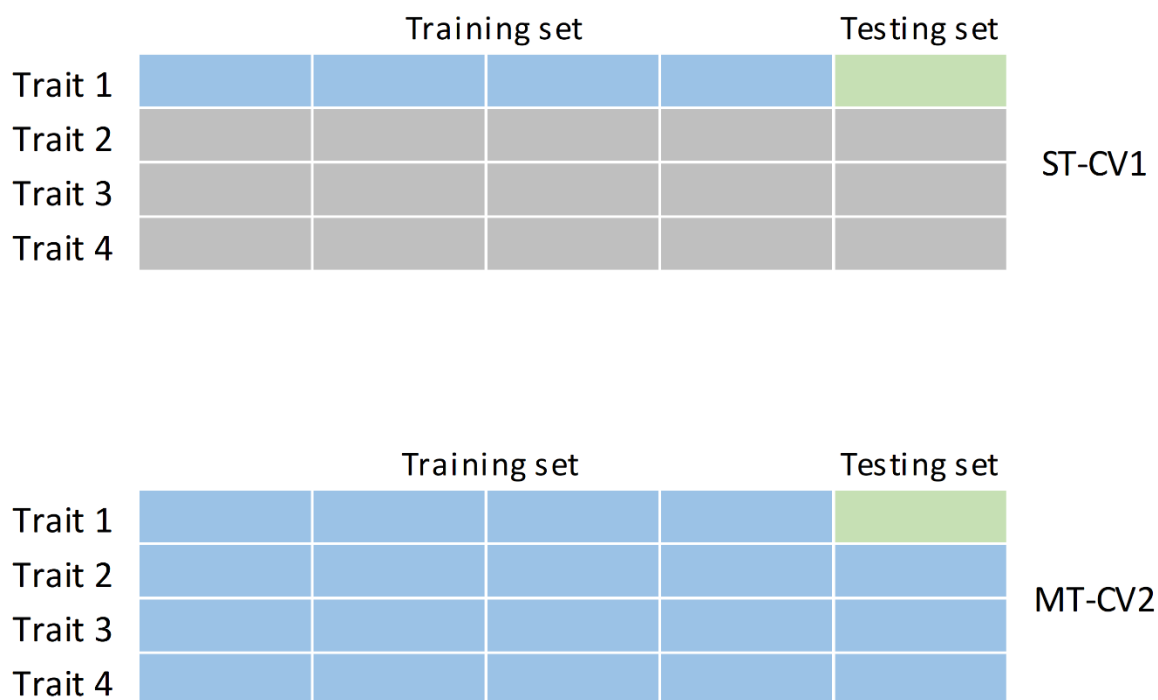 Training set Testing set
Trait 1
Trait 2
Trait 3
Trait 4
ST-CV1
Training set Testing set
Trait 1
Trait 2
Trait 3
Trait 4
MT-CV2